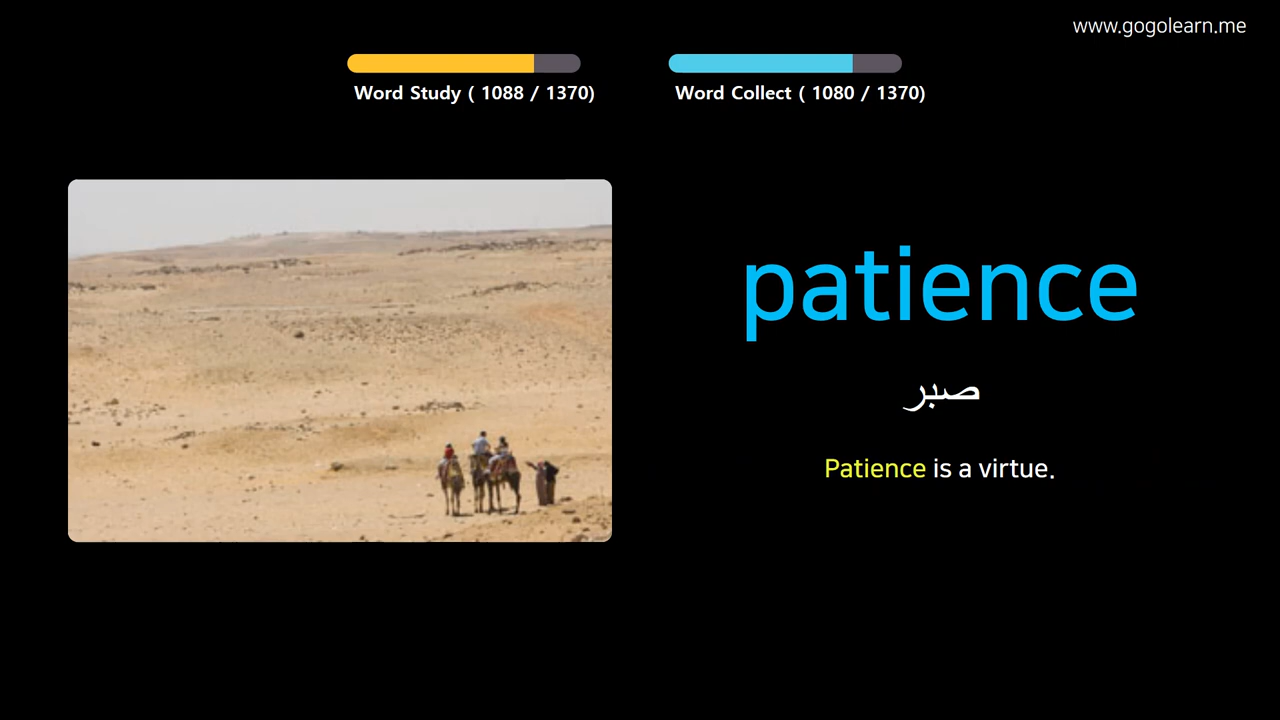 www.gogolearn.me
Word Study ( 1088 / 1370)
Word Collect ( 1080 / 1370)
patience
صبر
Patience is a virtue.